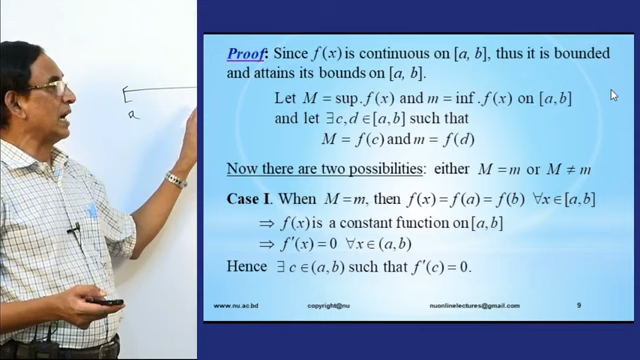 a
Proof: Since f(x) is continuous on [a, b], thus it is bounded
and attains its bounds on [a, b].
Let M = sup.f(x) and m = inf.f(x) on [a,b]
and let ∃c,d ∈[a,b] such that
M = f(c) and m = f(d)
Now there are two possibilities: either M = m or M ≠ m
Case I. When M = m, then f(x) = f(a) = f(b) ∀x∈[a,b]
⇒ f(x) is a constant function on [a,b]
⇒ f′(x) = 0 ∀x∈(a,b)
Hence ∃ c∈(a,b) such that f′(c) = 0.
www.nu.ac.bd copyright@nu nuonlinelectures@gmail.com 9